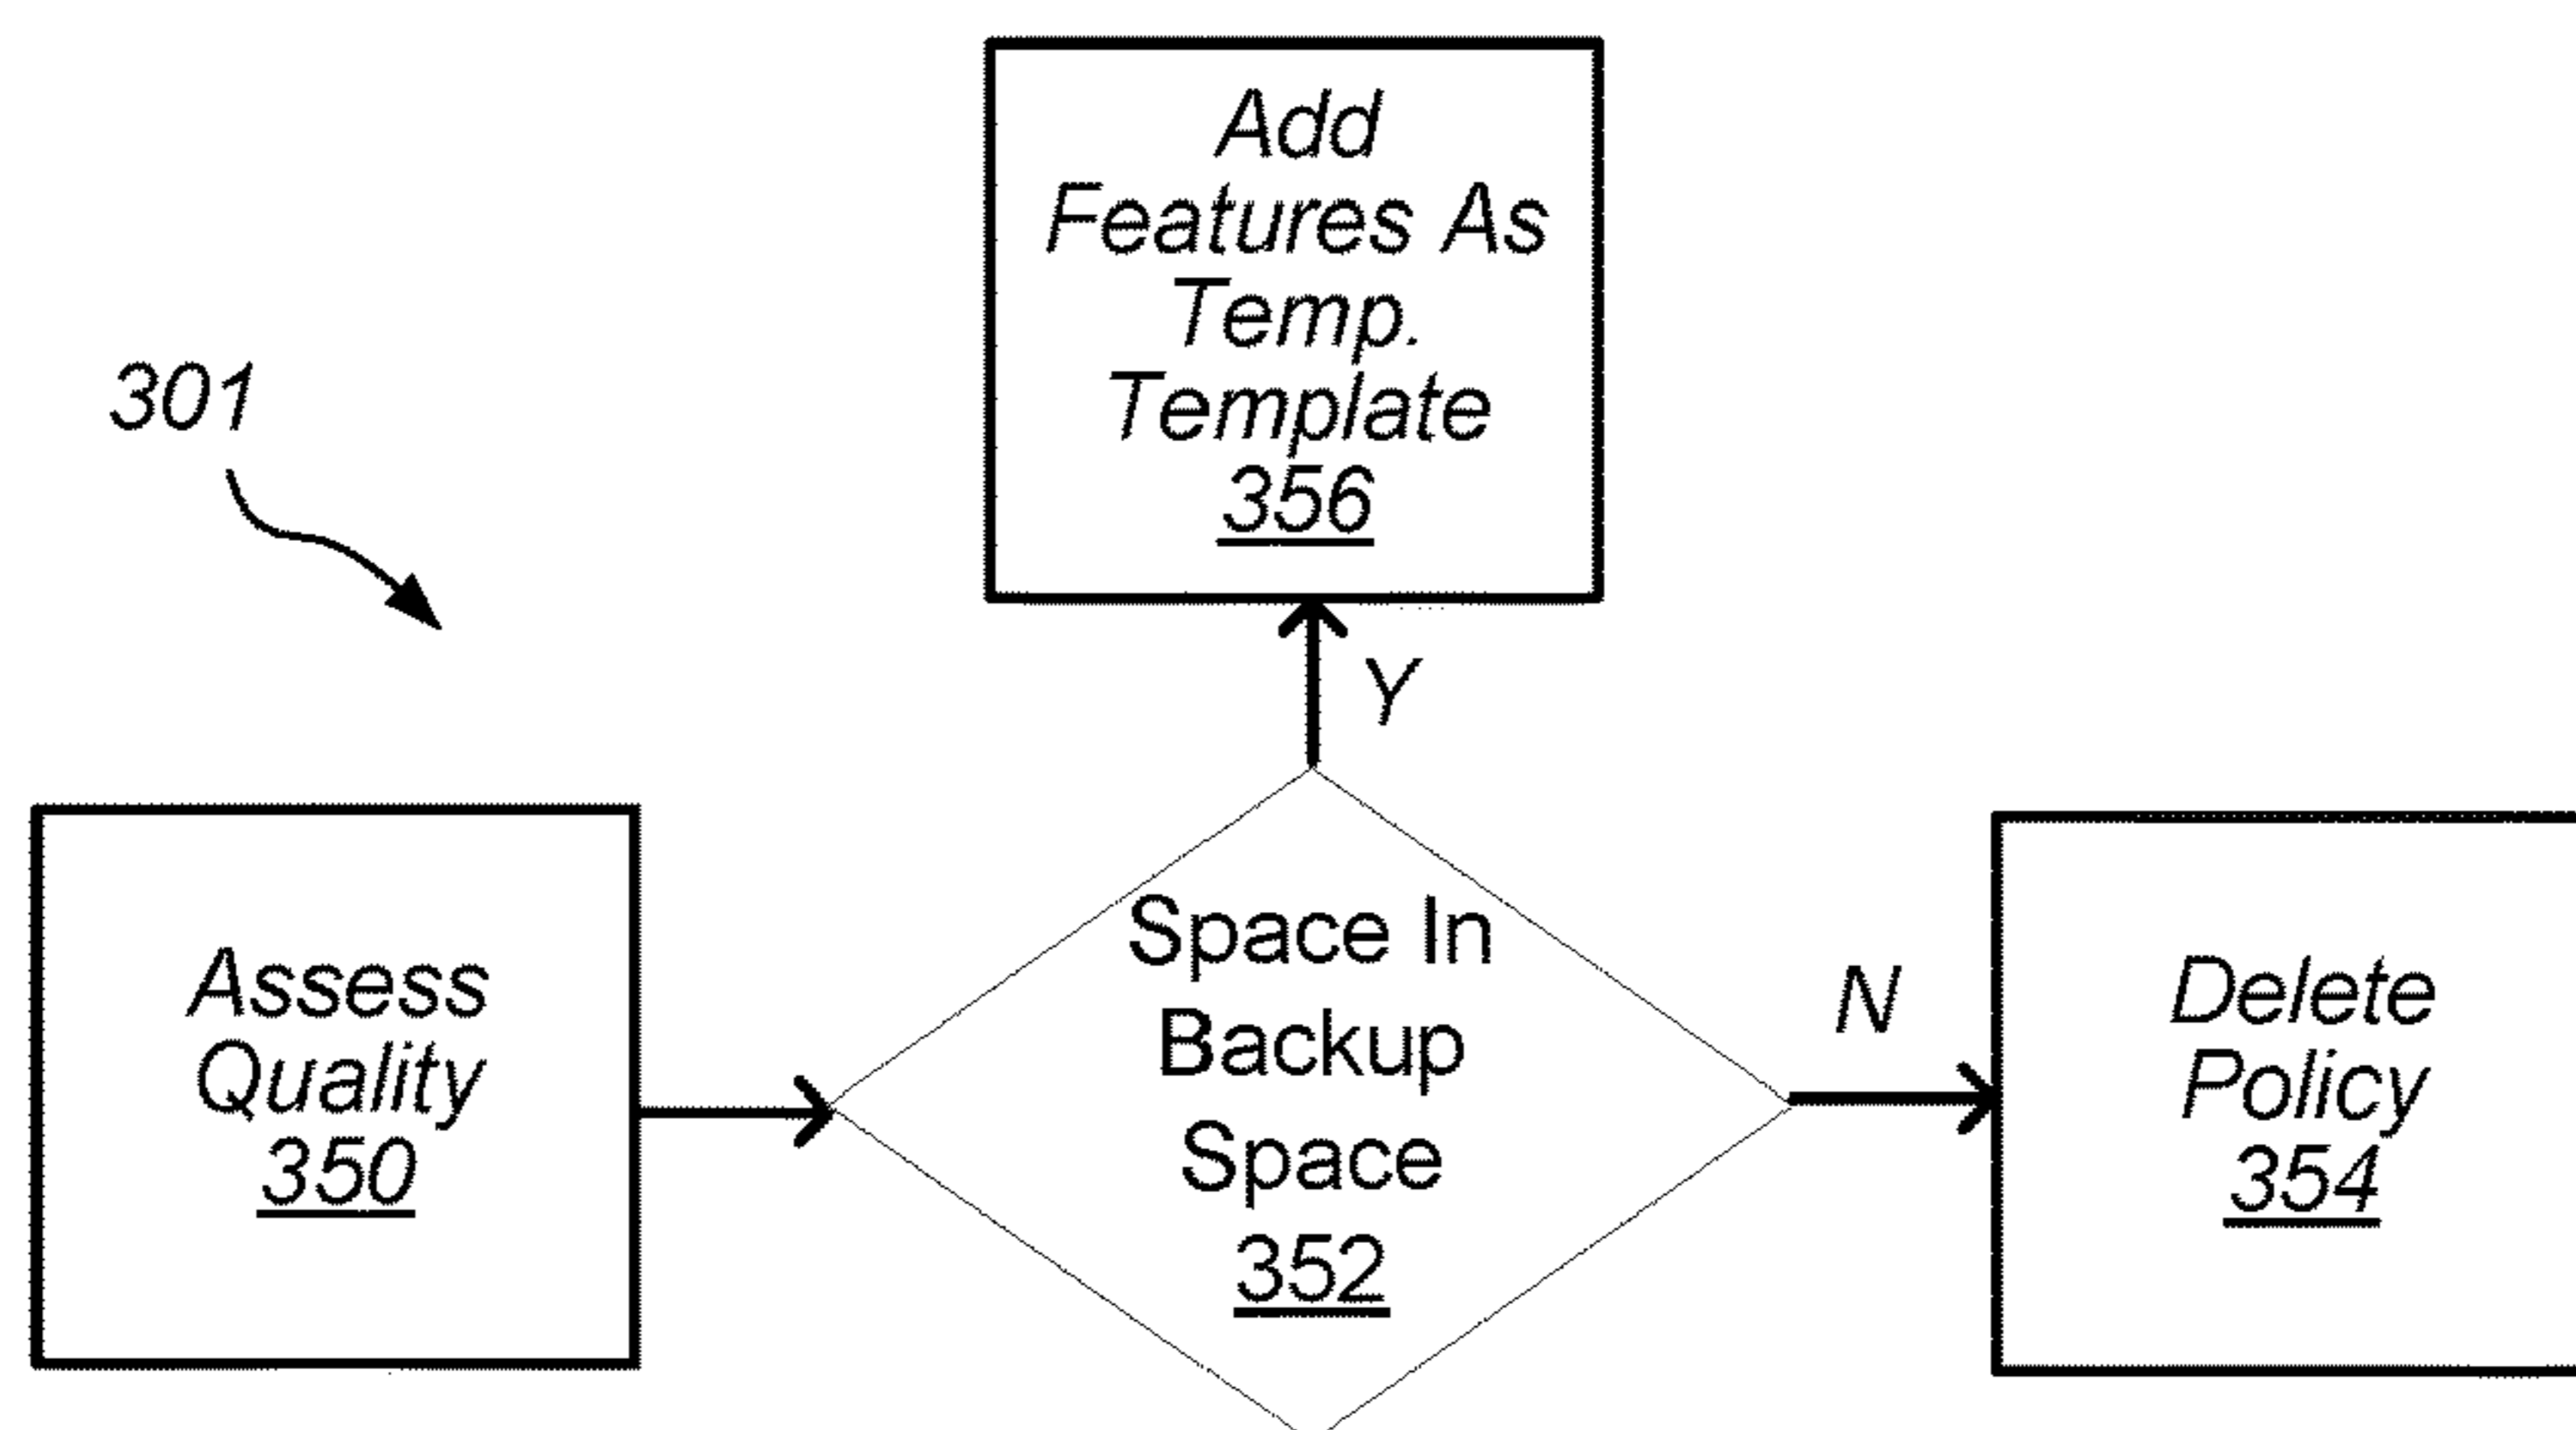 Add
Features As
Temp.
Template
356
301
Y
Assess
Quality
350
Space In
Backup
Space
352
N
Delete
Policy
354